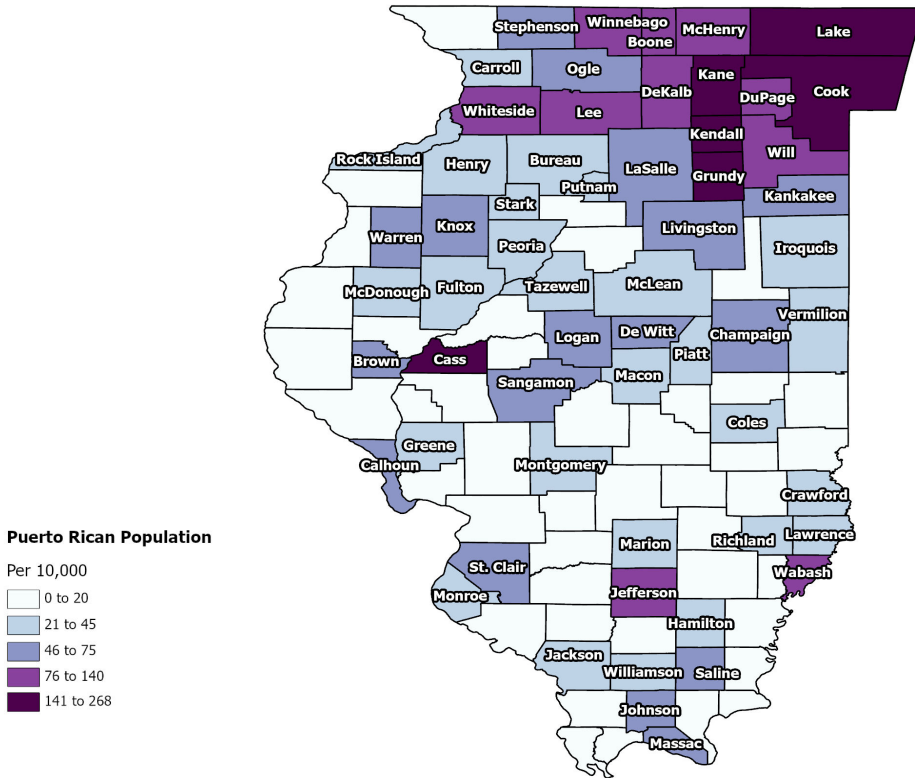 Stephenson
Winnebago
Boone
McHenry
Lake
Carroll
Ogle
DeKalb
Kane
Cook
DuPage
Whiteside
Lee
Kendall
Rock Island
Henry
Bureau
Putnam
LaSalle
Grundy
Will
Kankakee
Stark
Warren
Knox
Peoria
Livingston
Iroquois
McDonough
Fulton
Tazewell
McLean
Vermilion
Brown
Cass
Logan
De Witt
Piatt
Champaign
Sangamon
Macon
Greene
Coles
Calhoun
Montgomery
Crawford
Marion
Richland
Lawrence
St. Clair
Monroe
Jefferson
Wabash
Hamilton
Jackson
Williamson
Saline
Johnson
Massac
Puerto Rican Population
Per 10,000
0 to 20
21 to 45
46 to 75
76 to 140
141 to 268